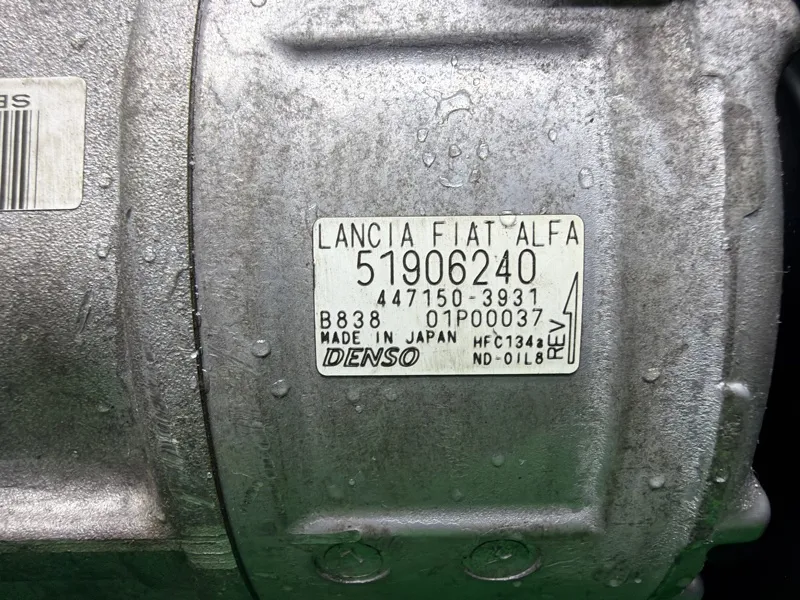 LANCIA FIAT ALFA
51906240
447150-3931
B838 01P00037
MADE IN JAPAN HFC134a
DENSO ND-OIL8
REV